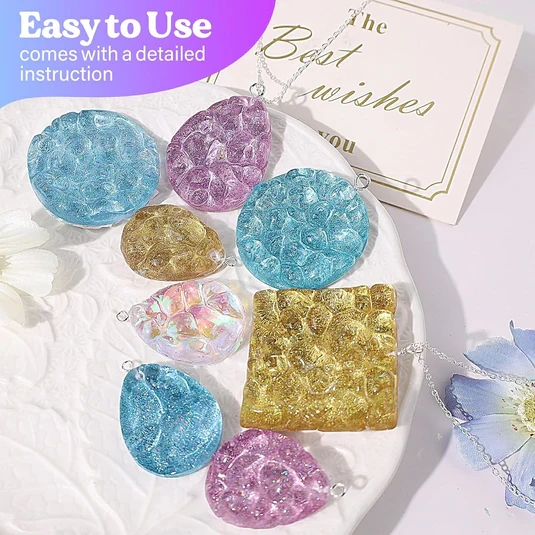 Easy to Use
comes with a detailed
instruction
The
Best
wishes
you